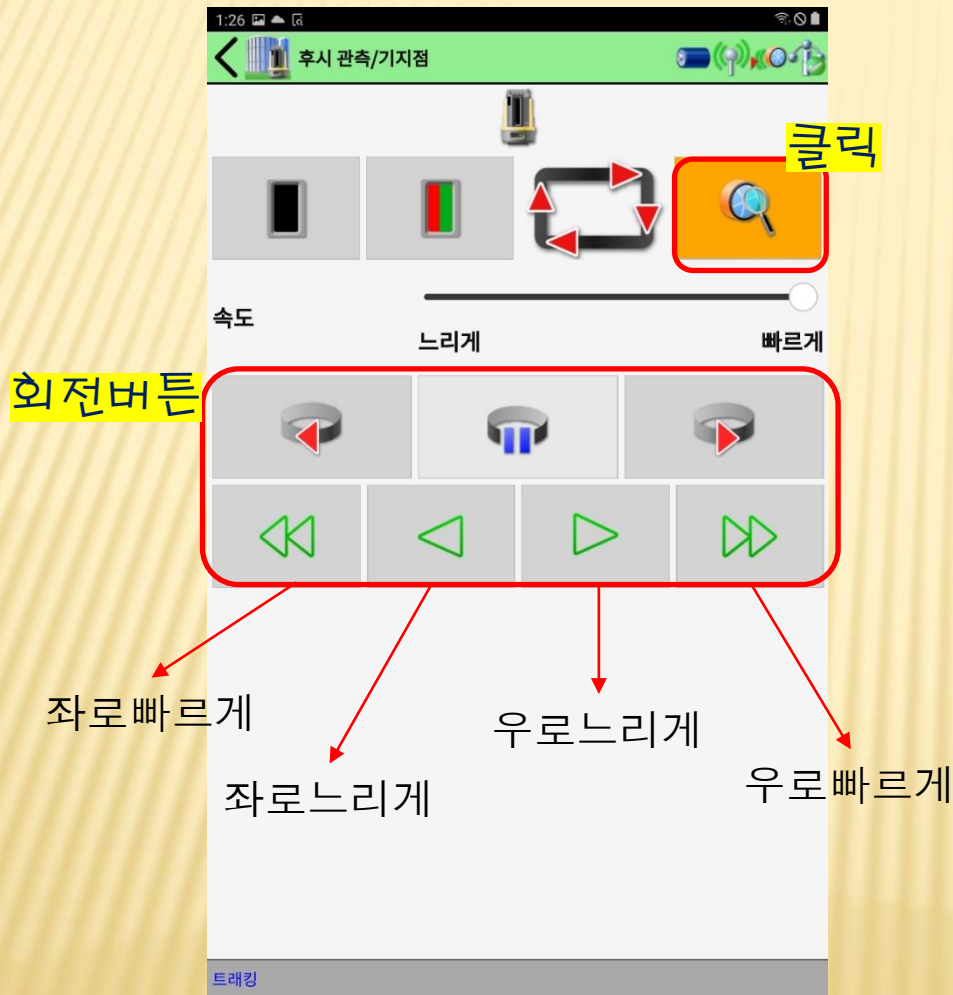 1:26
후시 관측/기지점
클릭
속도
느리게
빠르게
회전버튼
좌로빠르게
우로느리게
우로빠르게
좌로느리게
트래킹